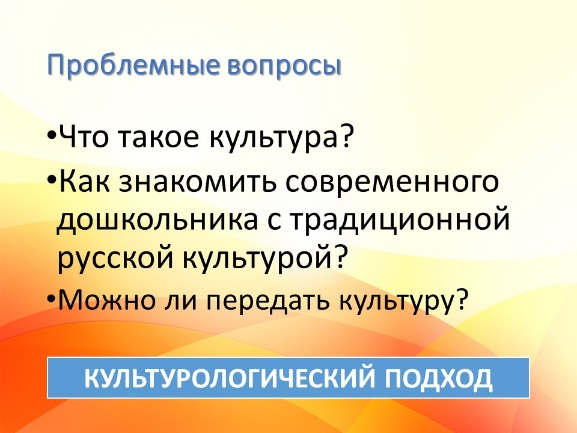 Проблемные вопросы
•Что такое культура?
•Как знакомить современного
дошкольника с традиционной
русской культурой?
•Можно ли передать культуру?
КУЛЬТУРОЛОГИЧЕСКИЙ ПОДХОД